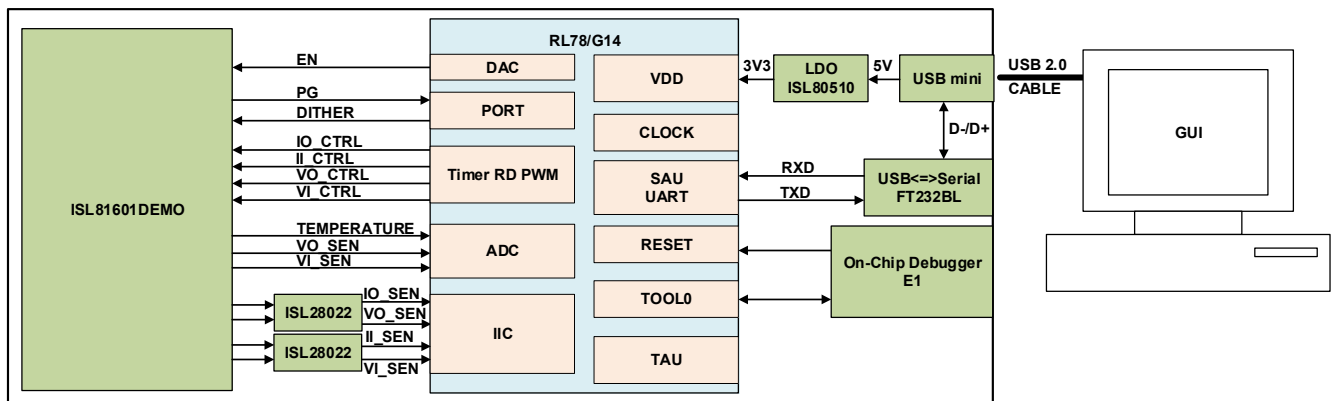 RL78/G14
ISL81601DEMO
EN
PG
DITHER
IO_CTRL
II_CTRL
VO_CTRL
VI_CTRL
TEMPERATURE
VO_SEN
VI_SEN
ISL28022
ISL28022
IO_SEN
VO_SEN
II_SEN
VI_SEN
DAC
PORT
Timer RD PWM
ADC
IIC
VDD
CLOCK
SAU
UART
RESET
TOOL0
TAU
3V3
LDO
ISL80510
5V
USB mini
D-/D+
RXD
TXD
USB<=>Serial
FT232BL
On-Chip Debugger
E1
USB 2.0
CABLE
GUI